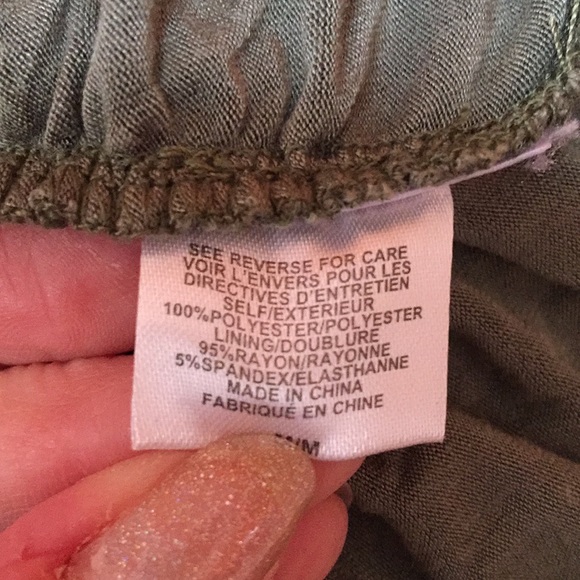 SEE REVERSE FOR CARE
VOIR L'ENVERS POUR LES
DIRECTIVES D'ENTRETIEN
SELF/EXTERIEUR
100%POLYESTER/POLYESTER
LINING/DOUBLURE
95%RAYON/RAYONNE
5%SPANDEX/ELASTHANNE
MADE IN CHINA
FABRIQUÉ EN CHINE